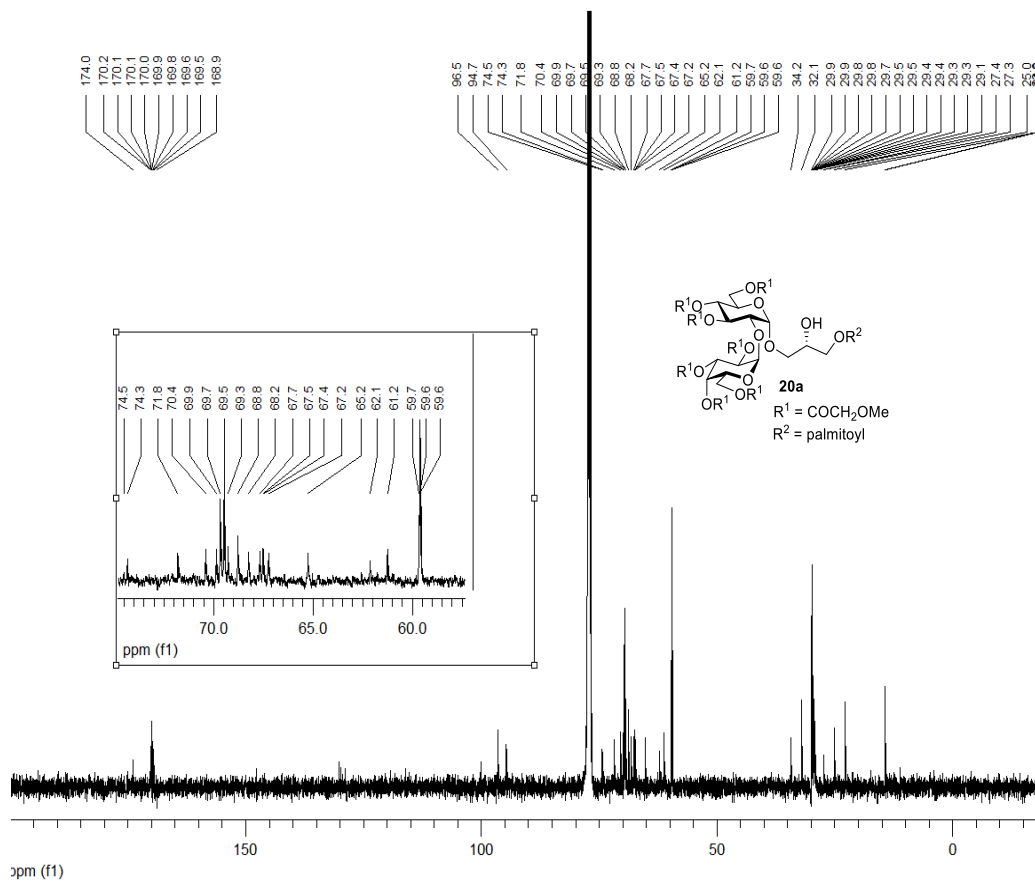 174.0 170.2 170.1 170.1 170.0 169.9 169.8 169.6 169.5 168.9
96.5 94.7 74.5 74.3 71.8 70.4 69.9 69.7 69.5 69.3 68.8 68.2 67.7 67.5 67.4 67.2 65.2 62.1 61.2 59.7 59.6 59.6 34.2 32.1 29.9 29.9 29.8 29.8 29.7 29.5 29.5 29.4 29.4 29.3 29.3 29.1 27.4 27.3 25.0
OR¹
R¹O
R¹O
O
O
OH
OR²
R¹O
O
R¹O
O
R¹O
OR¹
20a
R¹ = COCH₂OMe
R² = palmitoyl
74.5 74.3 71.8 70.4 69.9 69.7 69.5 69.3 68.8 68.2 67.7 67.5 67.4 67.2 65.2 62.1 61.2 59.7 59.6 59.6
70.0 65.0 60.0
ppm (f1)
150 100 50 0
ppm (f1)